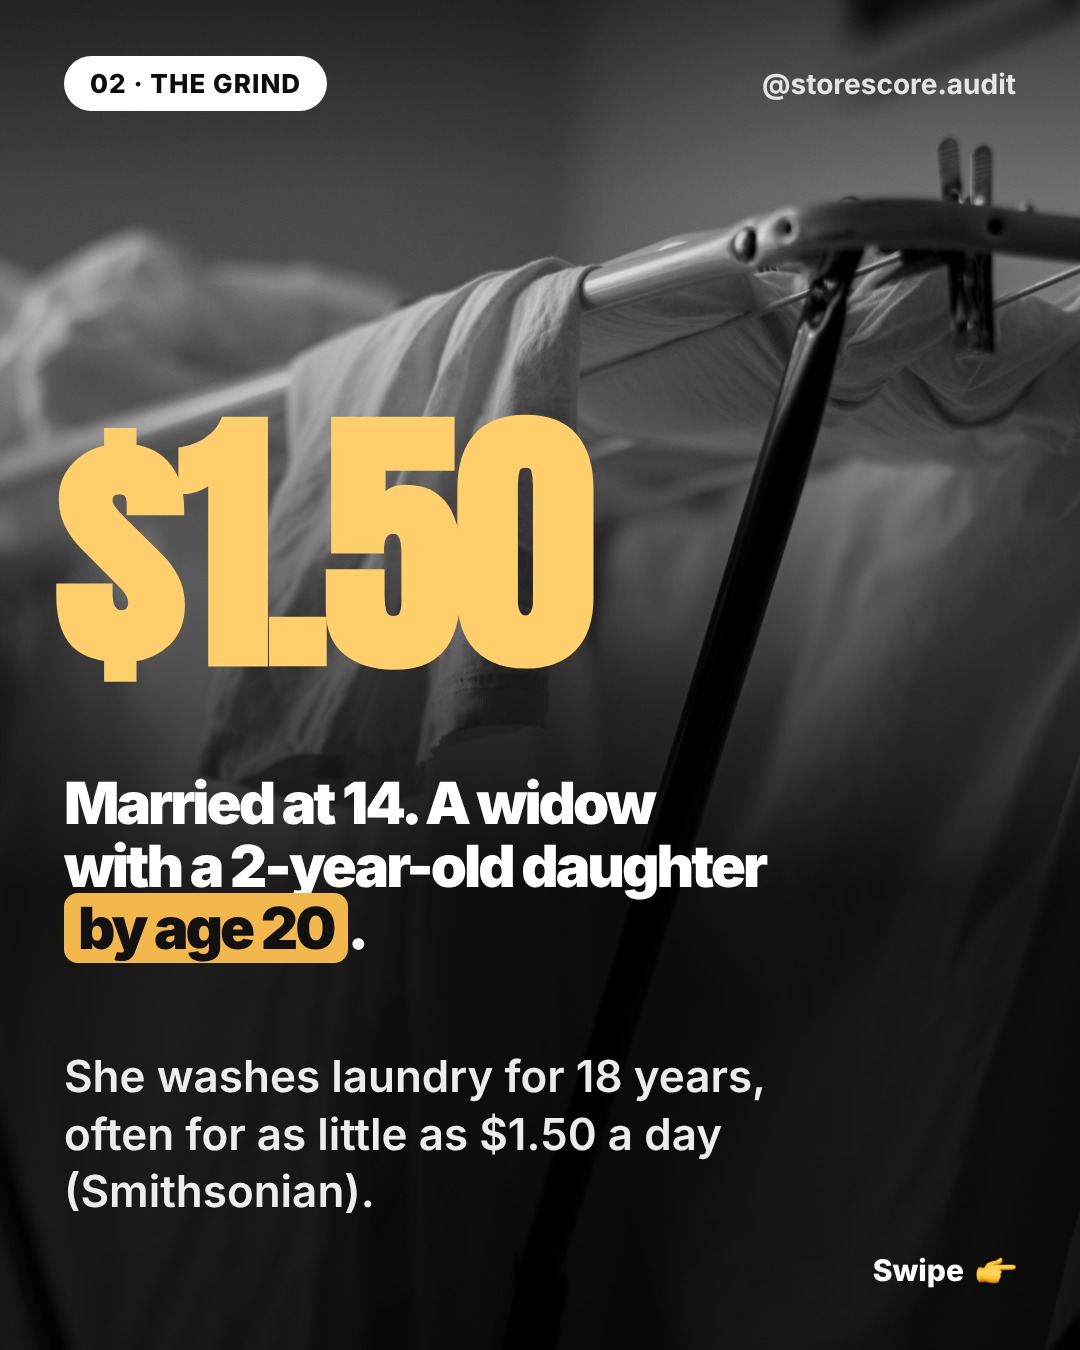 02 · THE GRIND
@storescore.audit
$1.50
Married at 14. A widow
with a 2-year-old daughter
by age 20.
She washes laundry for 18 years,
often for as little as $1.50 a day
(Smithsonian).
Swipe 👉